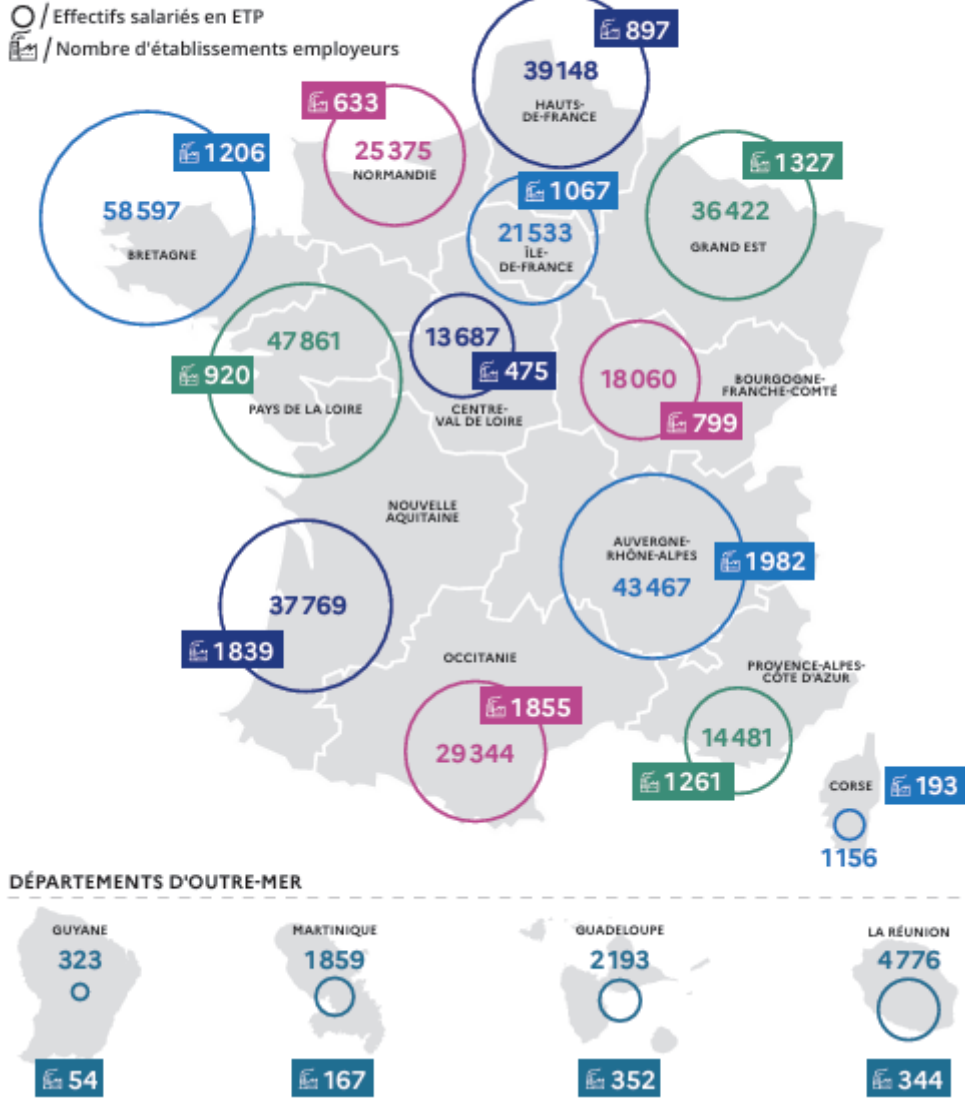 / Effectifs salariés en ETP
/ Nombre d'établissements employeurs
897
39 148
HAUTS-
DE-FRANCE
633
25 375
NORMANDIE
1206
58 597
BRETAGNE
1067
21 533
ÎLE-
DE-FRANCE
1327
36 422
GRAND EST
47 861
920
PAYS DE LA LOIRE
13 687
475
CENTRE-
VAL DE LOIRE
18 060
BOURGOGNE-
FRANCHE-COMTÉ
799
NOUVELLE
AQUITAINE
37 769
1839
AUVERGNE-
RHÔNE-ALPES
1982
43 467
OCCITANIE
1855
29 344
PROVENCE-ALPES-
CÔTE D'AZUR
14 481
1261
CORSE
193
1156
DÉPARTEMENTS D'OUTRE-MER
GUYANE
323
54
MARTINIQUE
1859
167
GUADELOUPE
2193
352
LA RÉUNION
4 776
344